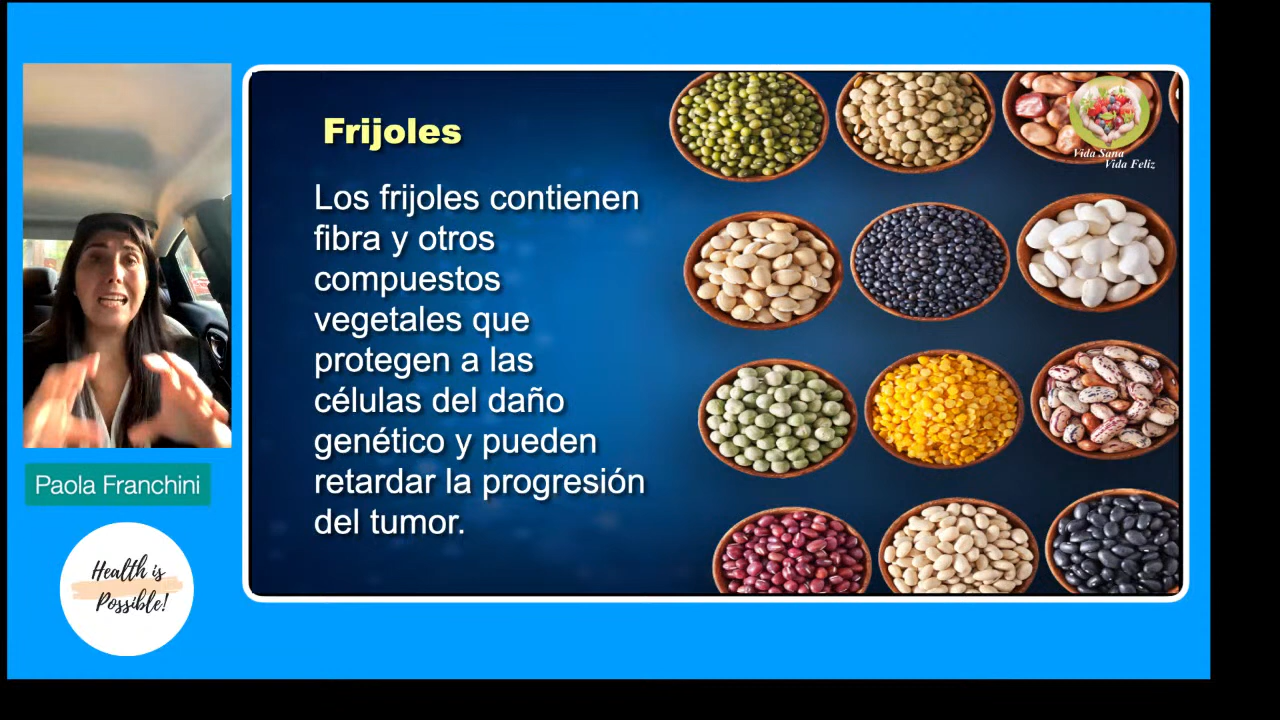 Frijoles
Los frijoles contienen
fibra y otros
compuestos
vegetales que
protegen a las
células del daño
genético y pueden
retardar la progresión
del tumor.
Vida Sana
Vida Feliz
Paola Franchini
Health is
Possible!